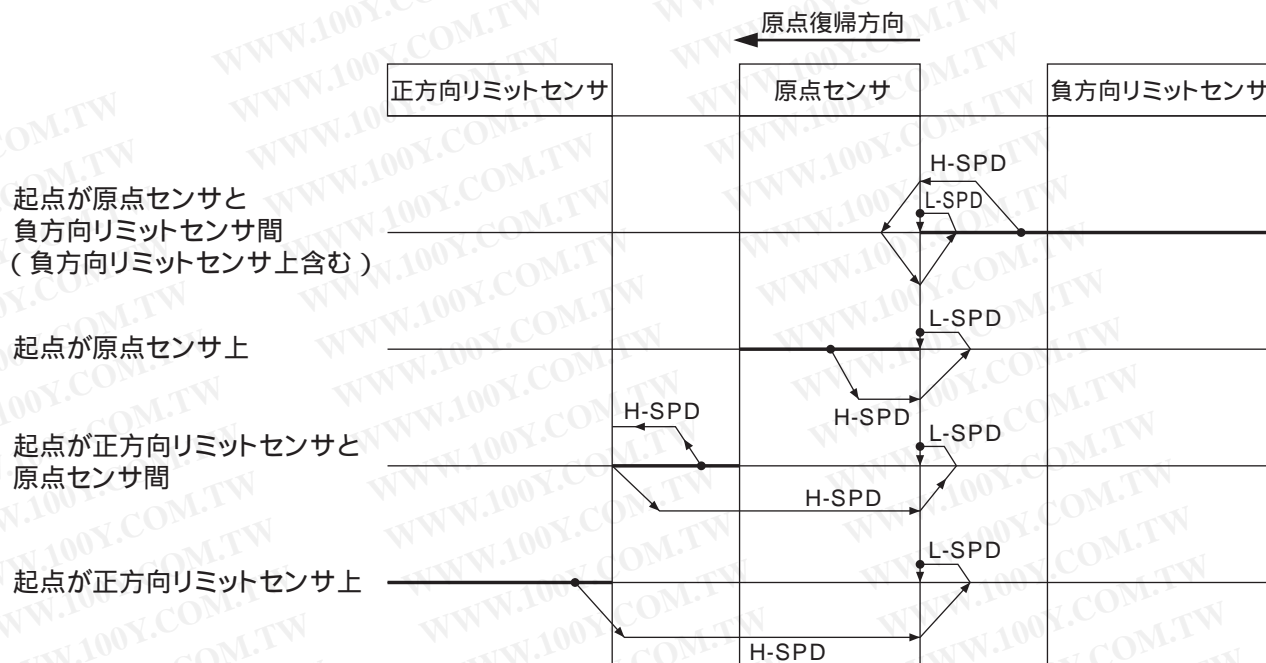 原点復帰方向
正方向リミットセンサ
原点センサ
負方向リミットセンサ
起点が原点センサと
負方向リミットセンサ間
(負方向リミットセンサ上含む)
H-SPD
L-SPD
起点が原点センサ上
L-SPD
H-SPD
起点が正方向リミットセンサと
原点センサ間
H-SPD
L-SPD
H-SPD
起点が正方向リミットセンサ上
L-SPD
H-SPD
WWW.100Y.COM.TW